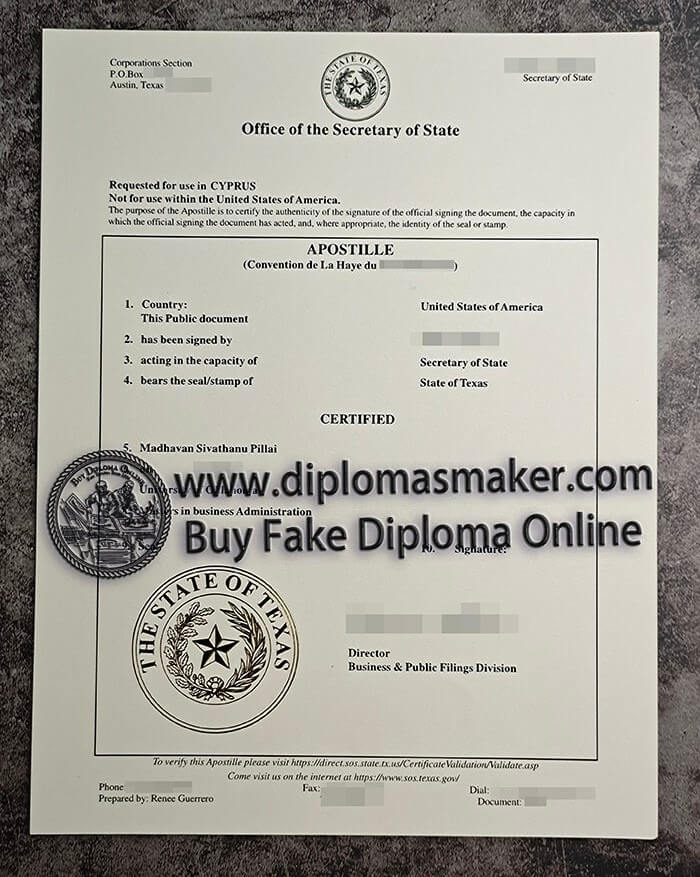 Corporations Section
P.O.Box
Austin, Texas
THE STATE OF TEXAS
Secretary of State
Office of the Secretary of State
Requested for use in CYPRUS
Not for use within the United States of America.
The purpose of the Apostille is to certify the authenticity of the signature of the official signing the document, the capacity in
which the official signing the document has acted, and, where appropriate, the identity of the seal or stamp.
APOSTILLE
(Convention de La Haye du )
1. Country: United States of America
This Public document
2. has been signed by
3. acting in the capacity of Secretary of State
4. bears the seal/stamp of State of Texas
CERTIFIED
5. Madhavan Sivathanu Pillai
BUY DIPLOMA ONLINE
www.diplomasmaker.com
in business Administration
Buy Fake Diploma Online
10. Signature:
THE STATE OF TEXAS
Director
Business & Public Filings Division
To verify this Apostille please visit https://direct.sos.state.tx.us/CertificateValidation/Validate.asp
Come visit us on the internet at https://www.sos.texas.gov/
Phone Fax: Dial:
Prepared by: Renee Guerrero Document: